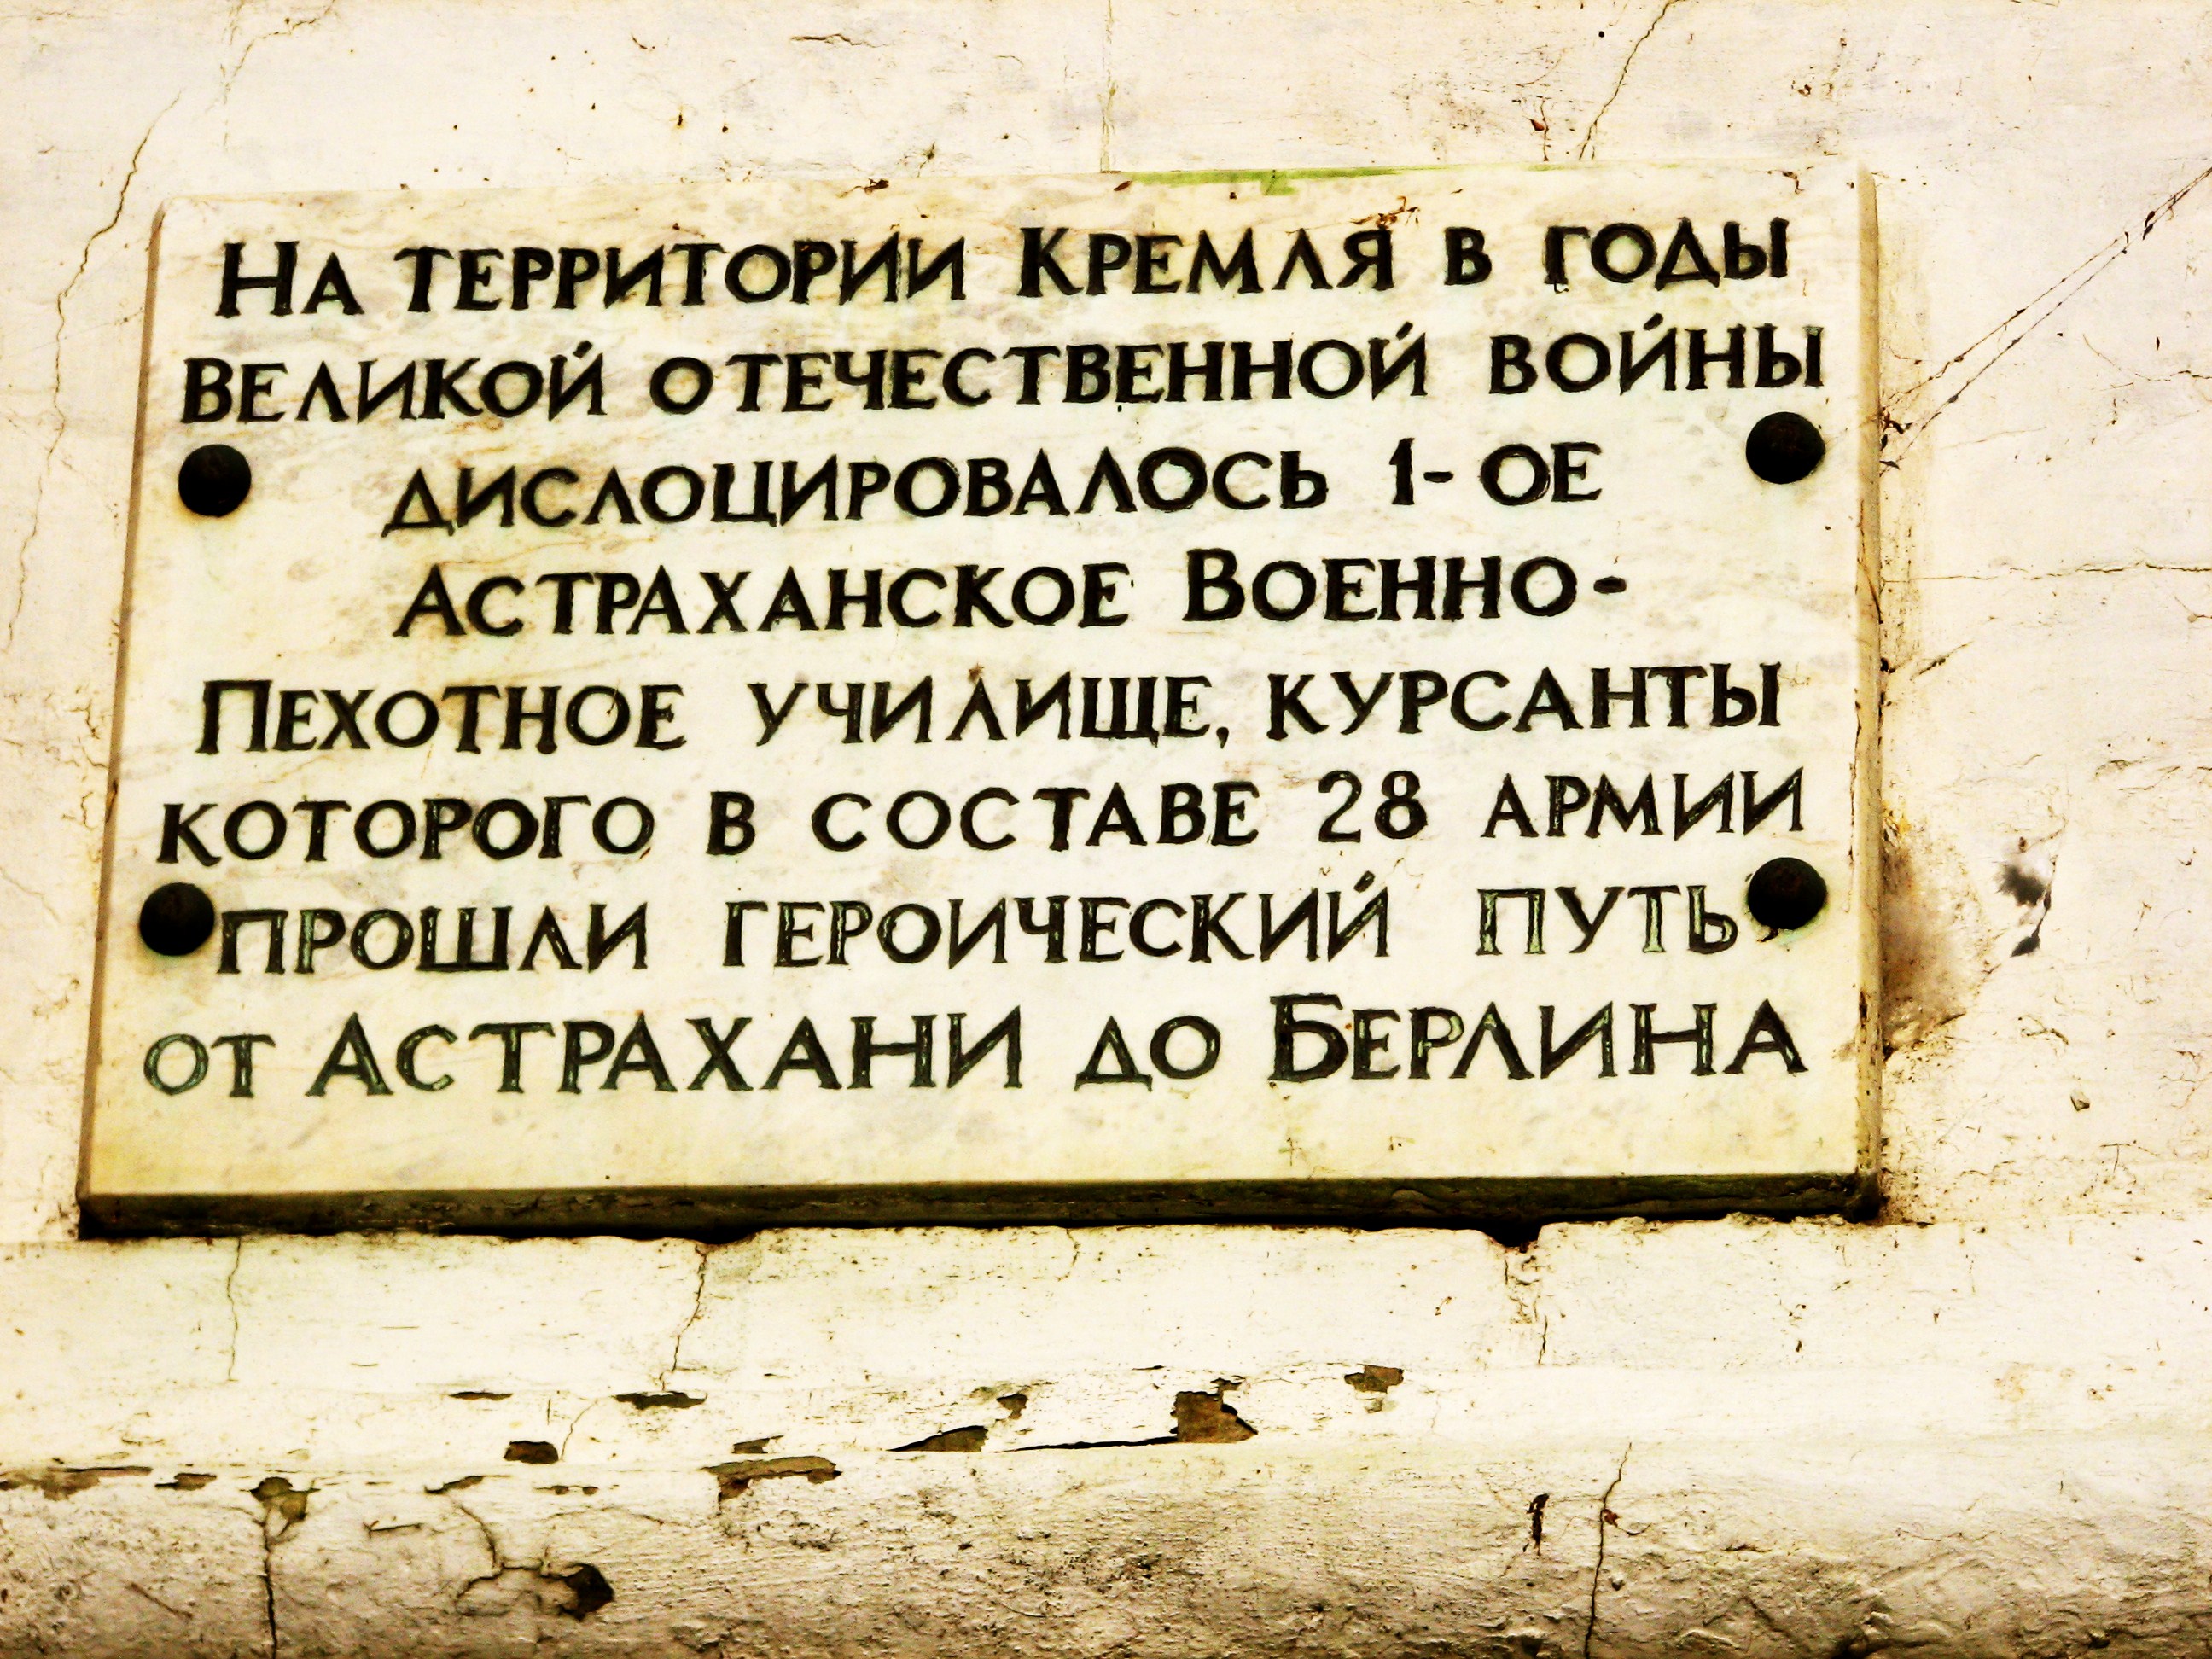 На территории Кремля в годы
Великой отечественной войны
дислоцировалось 1-ое
Астраханское Военно-
Пехотное училище, курсанты
которого в составе 28 армии
прошли героический путь
от Астрахани до Берлина